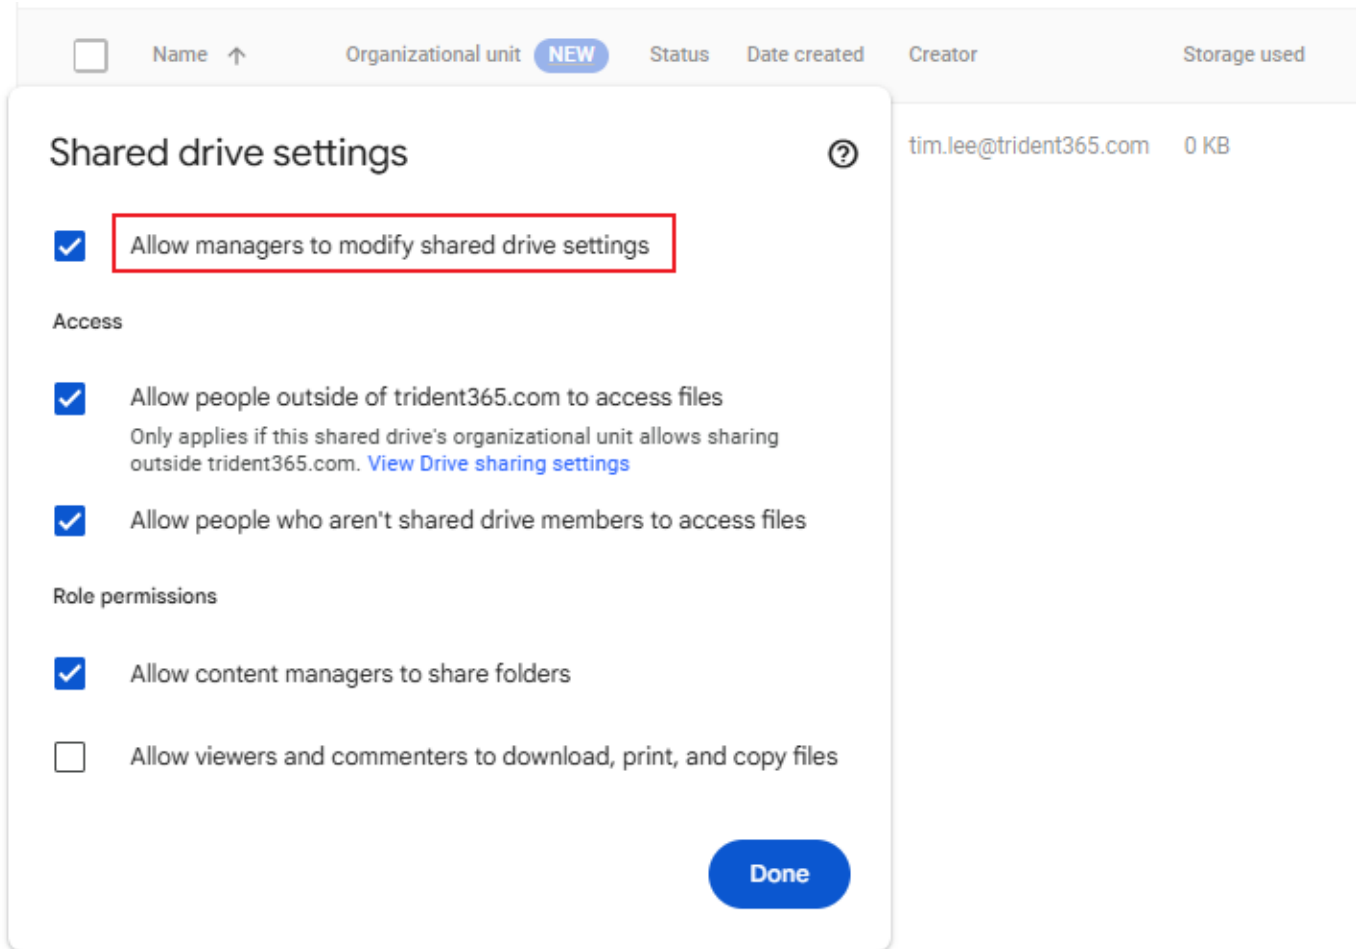 Name ↑ Organizational unit NEW Status Date created Creator Storage used
Shared drive settings
tim.lee@trident365.com 0 KB
Allow managers to modify shared drive settings
Access
Allow people outside of trident365.com to access files
Only applies if this shared drive's organizational unit allows sharing
outside trident365.com. View Drive sharing settings
Allow people who aren't shared drive members to access files
Role permissions
Allow content managers to share folders
Allow viewers and commenters to download, print, and copy files
Done